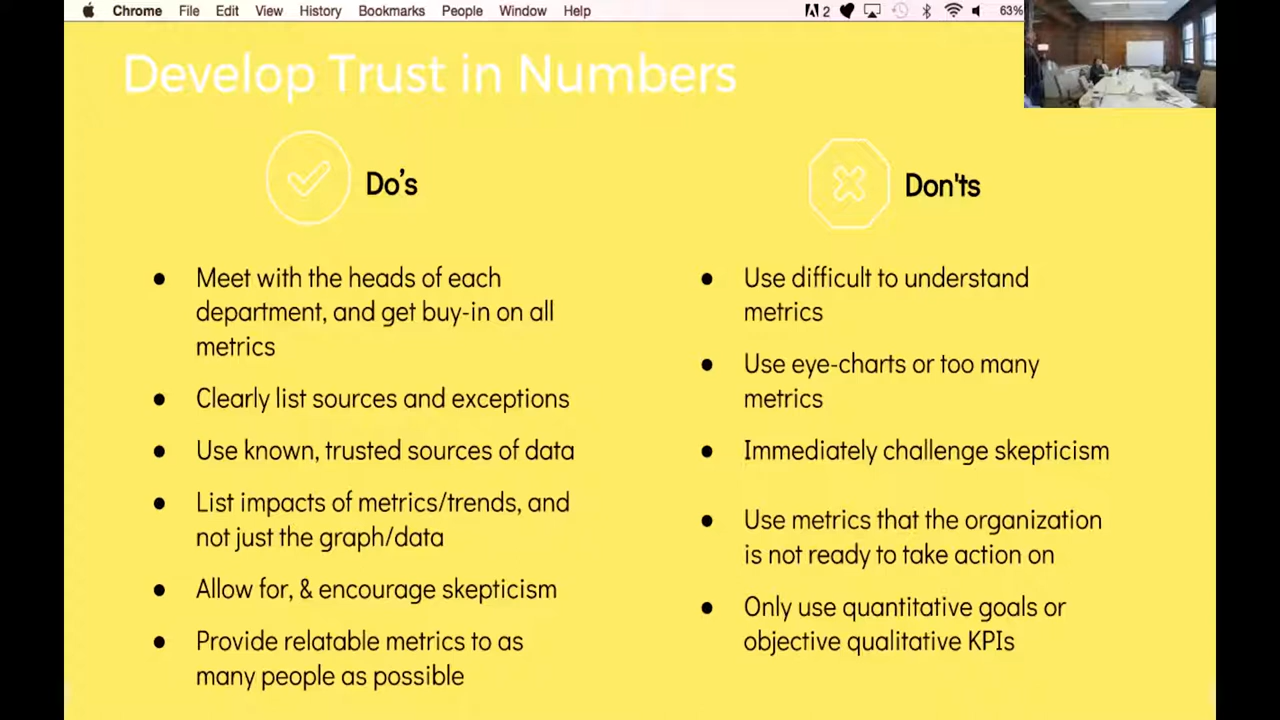 Chrome File Edit View History Bookmarks People Window Help 2 63%
Develop Trust in Numbers
Do’s
Don'ts
● Meet with the heads of each
department, and get buy-in on all
metrics
● Clearly list sources and exceptions
● Use known, trusted sources of data
● List impacts of metrics/trends, and
not just the graph/data
● Allow for, & encourage skepticism
● Provide relatable metrics to as
many people as possible
● Use difficult to understand
metrics
● Use eye-charts or too many
metrics
● Immediately challenge skepticism
● Use metrics that the organization
is not ready to take action on
● Only use quantitative goals or
objective qualitative KPIs